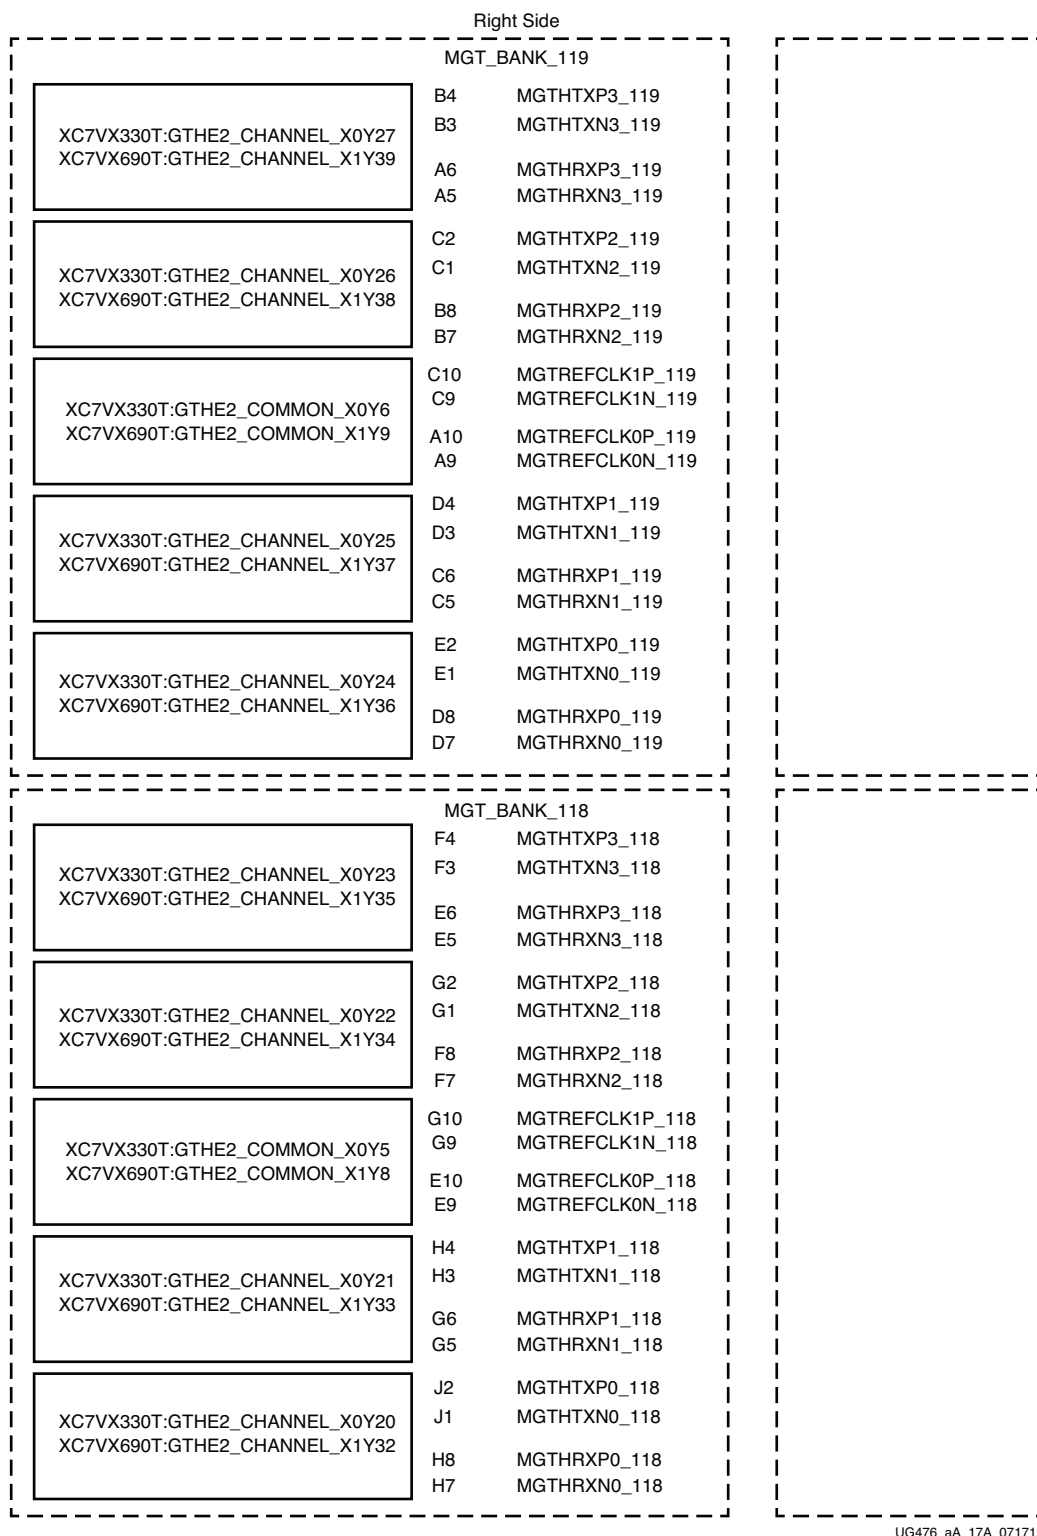 Right Side
MGT_BANK_119
B4 MGTHTXP3_119
B3 MGTHTXN3_119
XC7VX330T:GTHE2_CHANNEL_X0Y27
XC7VX690T:GTHE2_CHANNEL_X1Y39
A6 MGTHRXP3_119
A5 MGTHRXN3_119
C2 MGTHTXP2_119
C1 MGTHTXN2_119
XC7VX330T:GTHE2_CHANNEL_X0Y26
XC7VX690T:GTHE2_CHANNEL_X1Y38
B8 MGTHRXP2_119
B7 MGTHRXN2_119
C10 MGTREFCLK1P_119
C9 MGTREFCLK1N_119
XC7VX330T:GTHE2_COMMON_X0Y6
XC7VX690T:GTHE2_COMMON_X1Y9
A10 MGTREFCLK0P_119
A9 MGTREFCLK0N_119
D4 MGTHTXP1_119
D3 MGTHTXN1_119
XC7VX330T:GTHE2_CHANNEL_X0Y25
XC7VX690T:GTHE2_CHANNEL_X1Y37
C6 MGTHRXP1_119
C5 MGTHRXN1_119
E2 MGTHTXP0_119
E1 MGTHTXN0_119
XC7VX330T:GTHE2_CHANNEL_X0Y24
XC7VX690T:GTHE2_CHANNEL_X1Y36
D8 MGTHRXP0_119
D7 MGTHRXN0_119
MGT_BANK_118
F4 MGTHTXP3_118
F3 MGTHTXN3_118
XC7VX330T:GTHE2_CHANNEL_X0Y23
XC7VX690T:GTHE2_CHANNEL_X1Y35
E6 MGTHRXP3_118
E5 MGTHRXN3_118
G2 MGTHTXP2_118
G1 MGTHTXN2_118
XC7VX330T:GTHE2_CHANNEL_X0Y22
XC7VX690T:GTHE2_CHANNEL_X1Y34
F8 MGTHRXP2_118
F7 MGTHRXN2_118
G10 MGTREFCLK1P_118
G9 MGTREFCLK1N_118
XC7VX330T:GTHE2_COMMON_X0Y5
XC7VX690T:GTHE2_COMMON_X1Y8
E10 MGTREFCLK0P_118
E9 MGTREFCLK0N_118
H4 MGTHTXP1_118
H3 MGTHTXN1_118
XC7VX330T:GTHE2_CHANNEL_X0Y21
XC7VX690T:GTHE2_CHANNEL_X1Y33
G6 MGTHRXP1_118
G5 MGTHRXN1_118
J2 MGTHTXP0_118
J1 MGTHTXN0_118
XC7VX330T:GTHE2_CHANNEL_X0Y20
XC7VX690T:GTHE2_CHANNEL_X1Y32
H8 MGTHRXP0_118
H7 MGTHRXN0_118